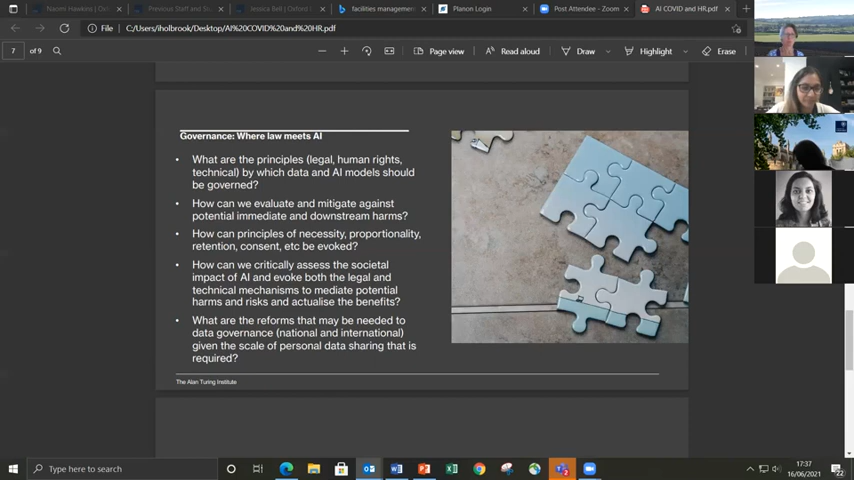 Naomi Hawkins | Ox
Previous Staff and Su
Jessica Bell | Oxford
facilities management
Planon Login
Post Attendee - Zoom
AI COVID and HR.pdf
C:/Users/iholbrook/Desktop/AI%20COVID%20and%20HR.pdf
7 of 9
Page view
Read aloud
Draw
Highlight
Erase
Governance: Where law meets AI
• What are the principles (legal, human rights,
technical) by which data and AI models should
be governed?
• How can we evaluate and mitigate against
potential immediate and downstream harms?
• How can principles of necessity, proportionality,
retention, consent, etc be evoked?
• How can we critically assess the societal
impact of AI and evoke both the legal and
technical mechanisms to mediate potential
harms and risks and actualise the benefits?
• What are the reforms that may be needed to
data governance (national and international)
given the scale of personal data sharing that is
required?
The Alan Turing Institute
Type here to search
17:37
16/06/2021
22